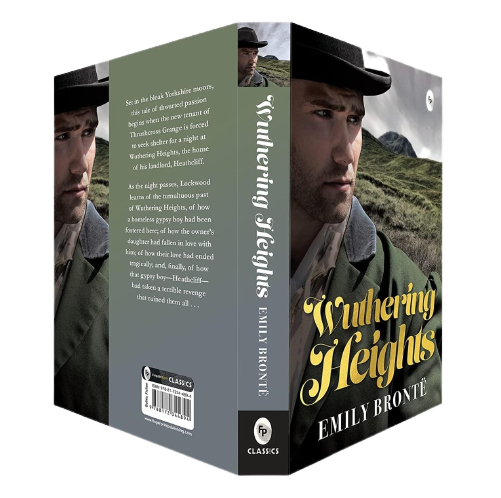 Set in the bleak Yorkshire moors,
this tale of thwarted passion
begins when the new tenant of
Thrushcross Grange is forced
to seek shelter for a night at
Wuthering Heights, the home
of his landlord, Heathcliff.
As the night passes, Lockwood
learns of the tumultuous past
of Wuthering Heights, of how
a homeless gypsy boy had been
fostered here; of how the owner's
daughter had fallen in love with
him; of how their love had ended
tragically; and, finally, of how
that gypsy boy—Heathcliff—
had taken a terrible revenge
that ruined them all . . .
CLASSICS
Wuthering Heights EMILY BRONTË
FP
CLASSICS
FP
Wuthering
Heights
EMILY BRONTË